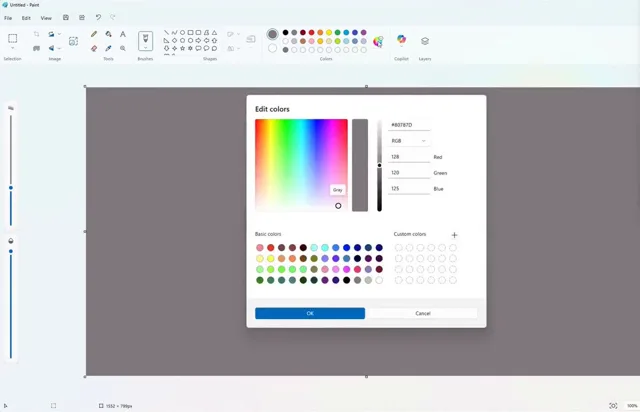 Untitled - Paint
File Edit View
Selection Image Tools Brushes Shapes Colors Copilot Layers
Edit colors
#80787D
RGB
128 Red
120 Green
125 Blue
Gray
Basic colors Custom colors
OK Cancel
1552 × 798px 100%